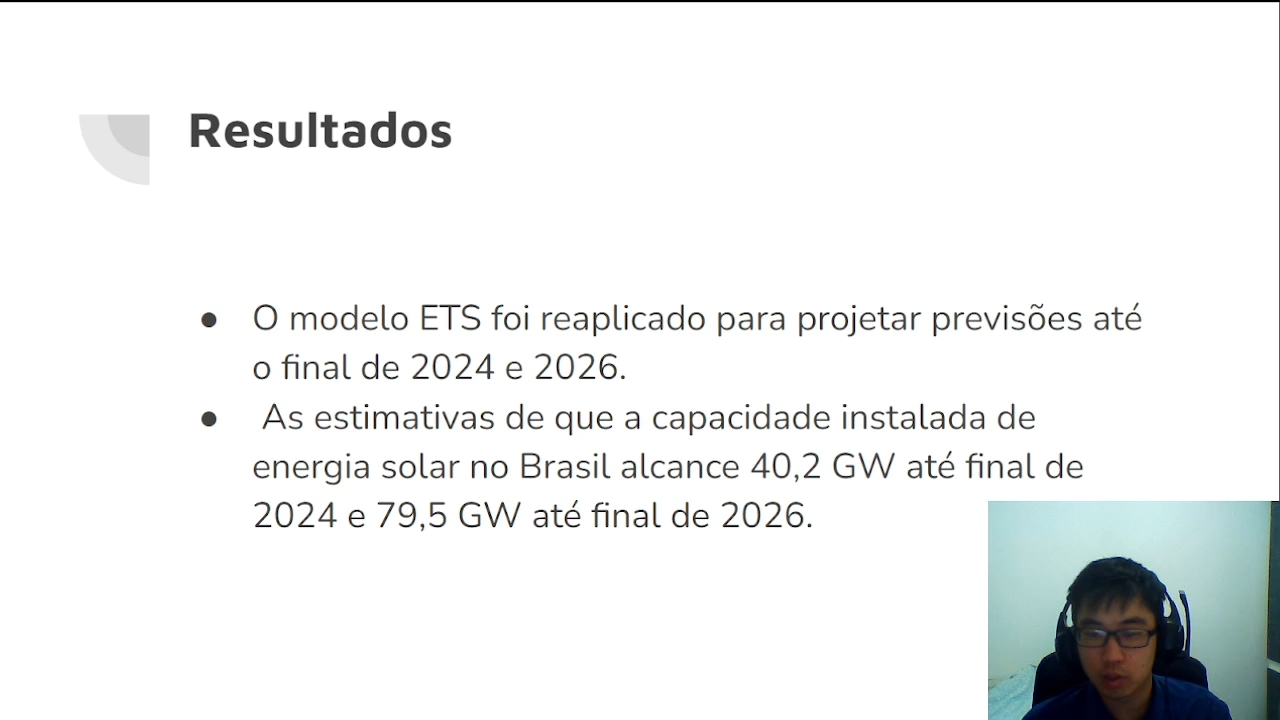 Resultados
● O modelo ETS foi reaplicado para projetar previsões até
o final de 2024 e 2026.
● As estimativas de que a capacidade instalada de
energia solar no Brasil alcance 40,2 GW até final de
2024 e 79,5 GW até final de 2026.